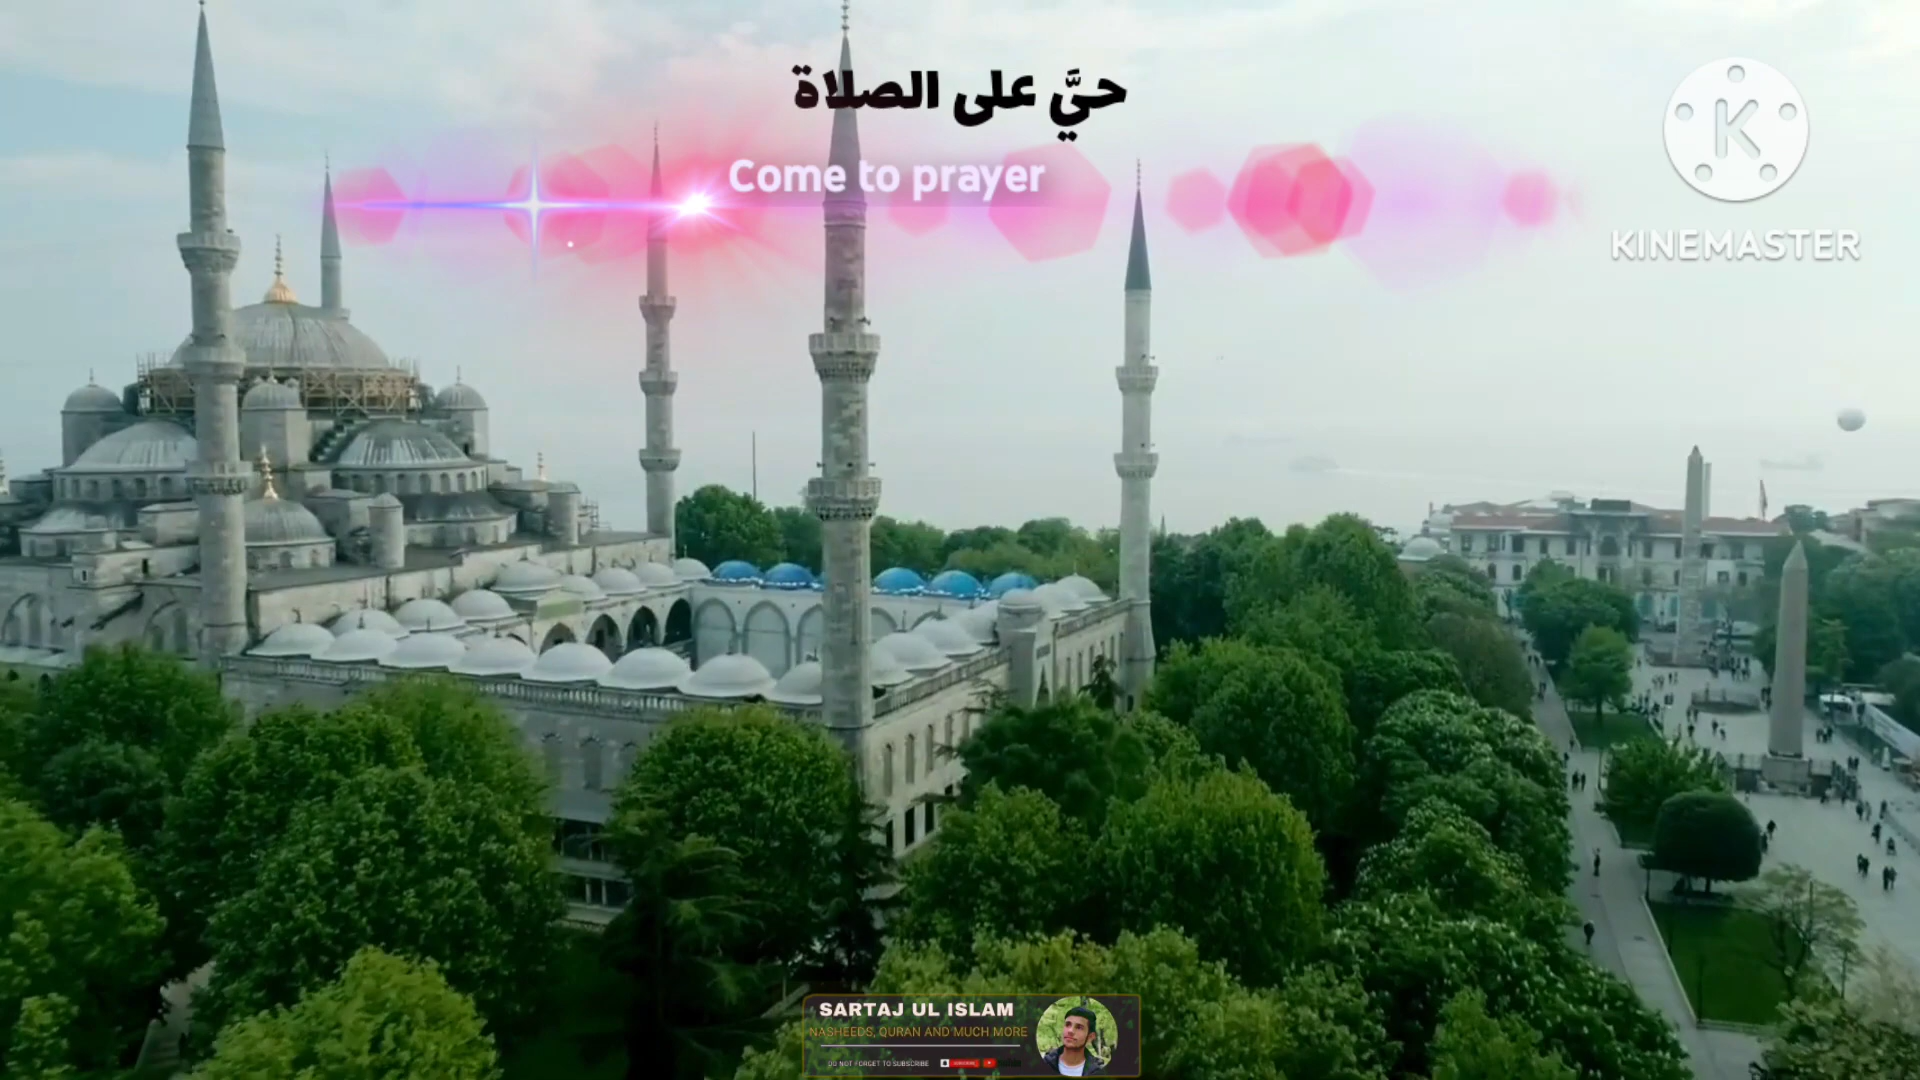 حيَّ على الصلاة
Come to prayer
K
KINEMASTER
SARTAJ UL ISLAM
NASHEEDS, QURAN AND MUCH MORE
DO NOT FORGET TO SUBSCRIBE